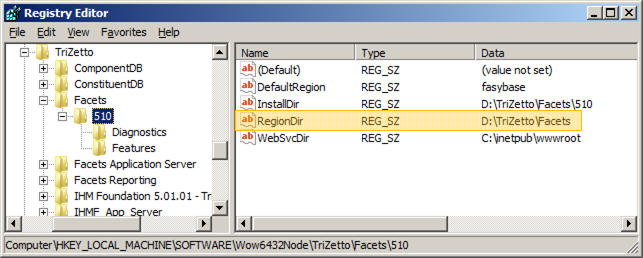 Registry Editor
File Edit View Favorites Help
TriZetto
ComponentDB
ConstituentDB
Facets
510
Diagnostics
Features
Facets Application Server
Facets Reporting
IHM Foundation 5.01.01 - Tr
IHMF_App_Server
Name Type Data
(Default) REG_SZ (value not set)
DefaultRegion REG_SZ fasybase
InstallDir REG_SZ D:\TriZetto\Facets\510
RegionDir REG_SZ D:\TriZetto\Facets
WebSvcDir REG_SZ C:\inetpub\wwwroot
Computer\HKEY_LOCAL_MACHINE\SOFTWARE\Wow6432Node\TriZetto\Facets\510